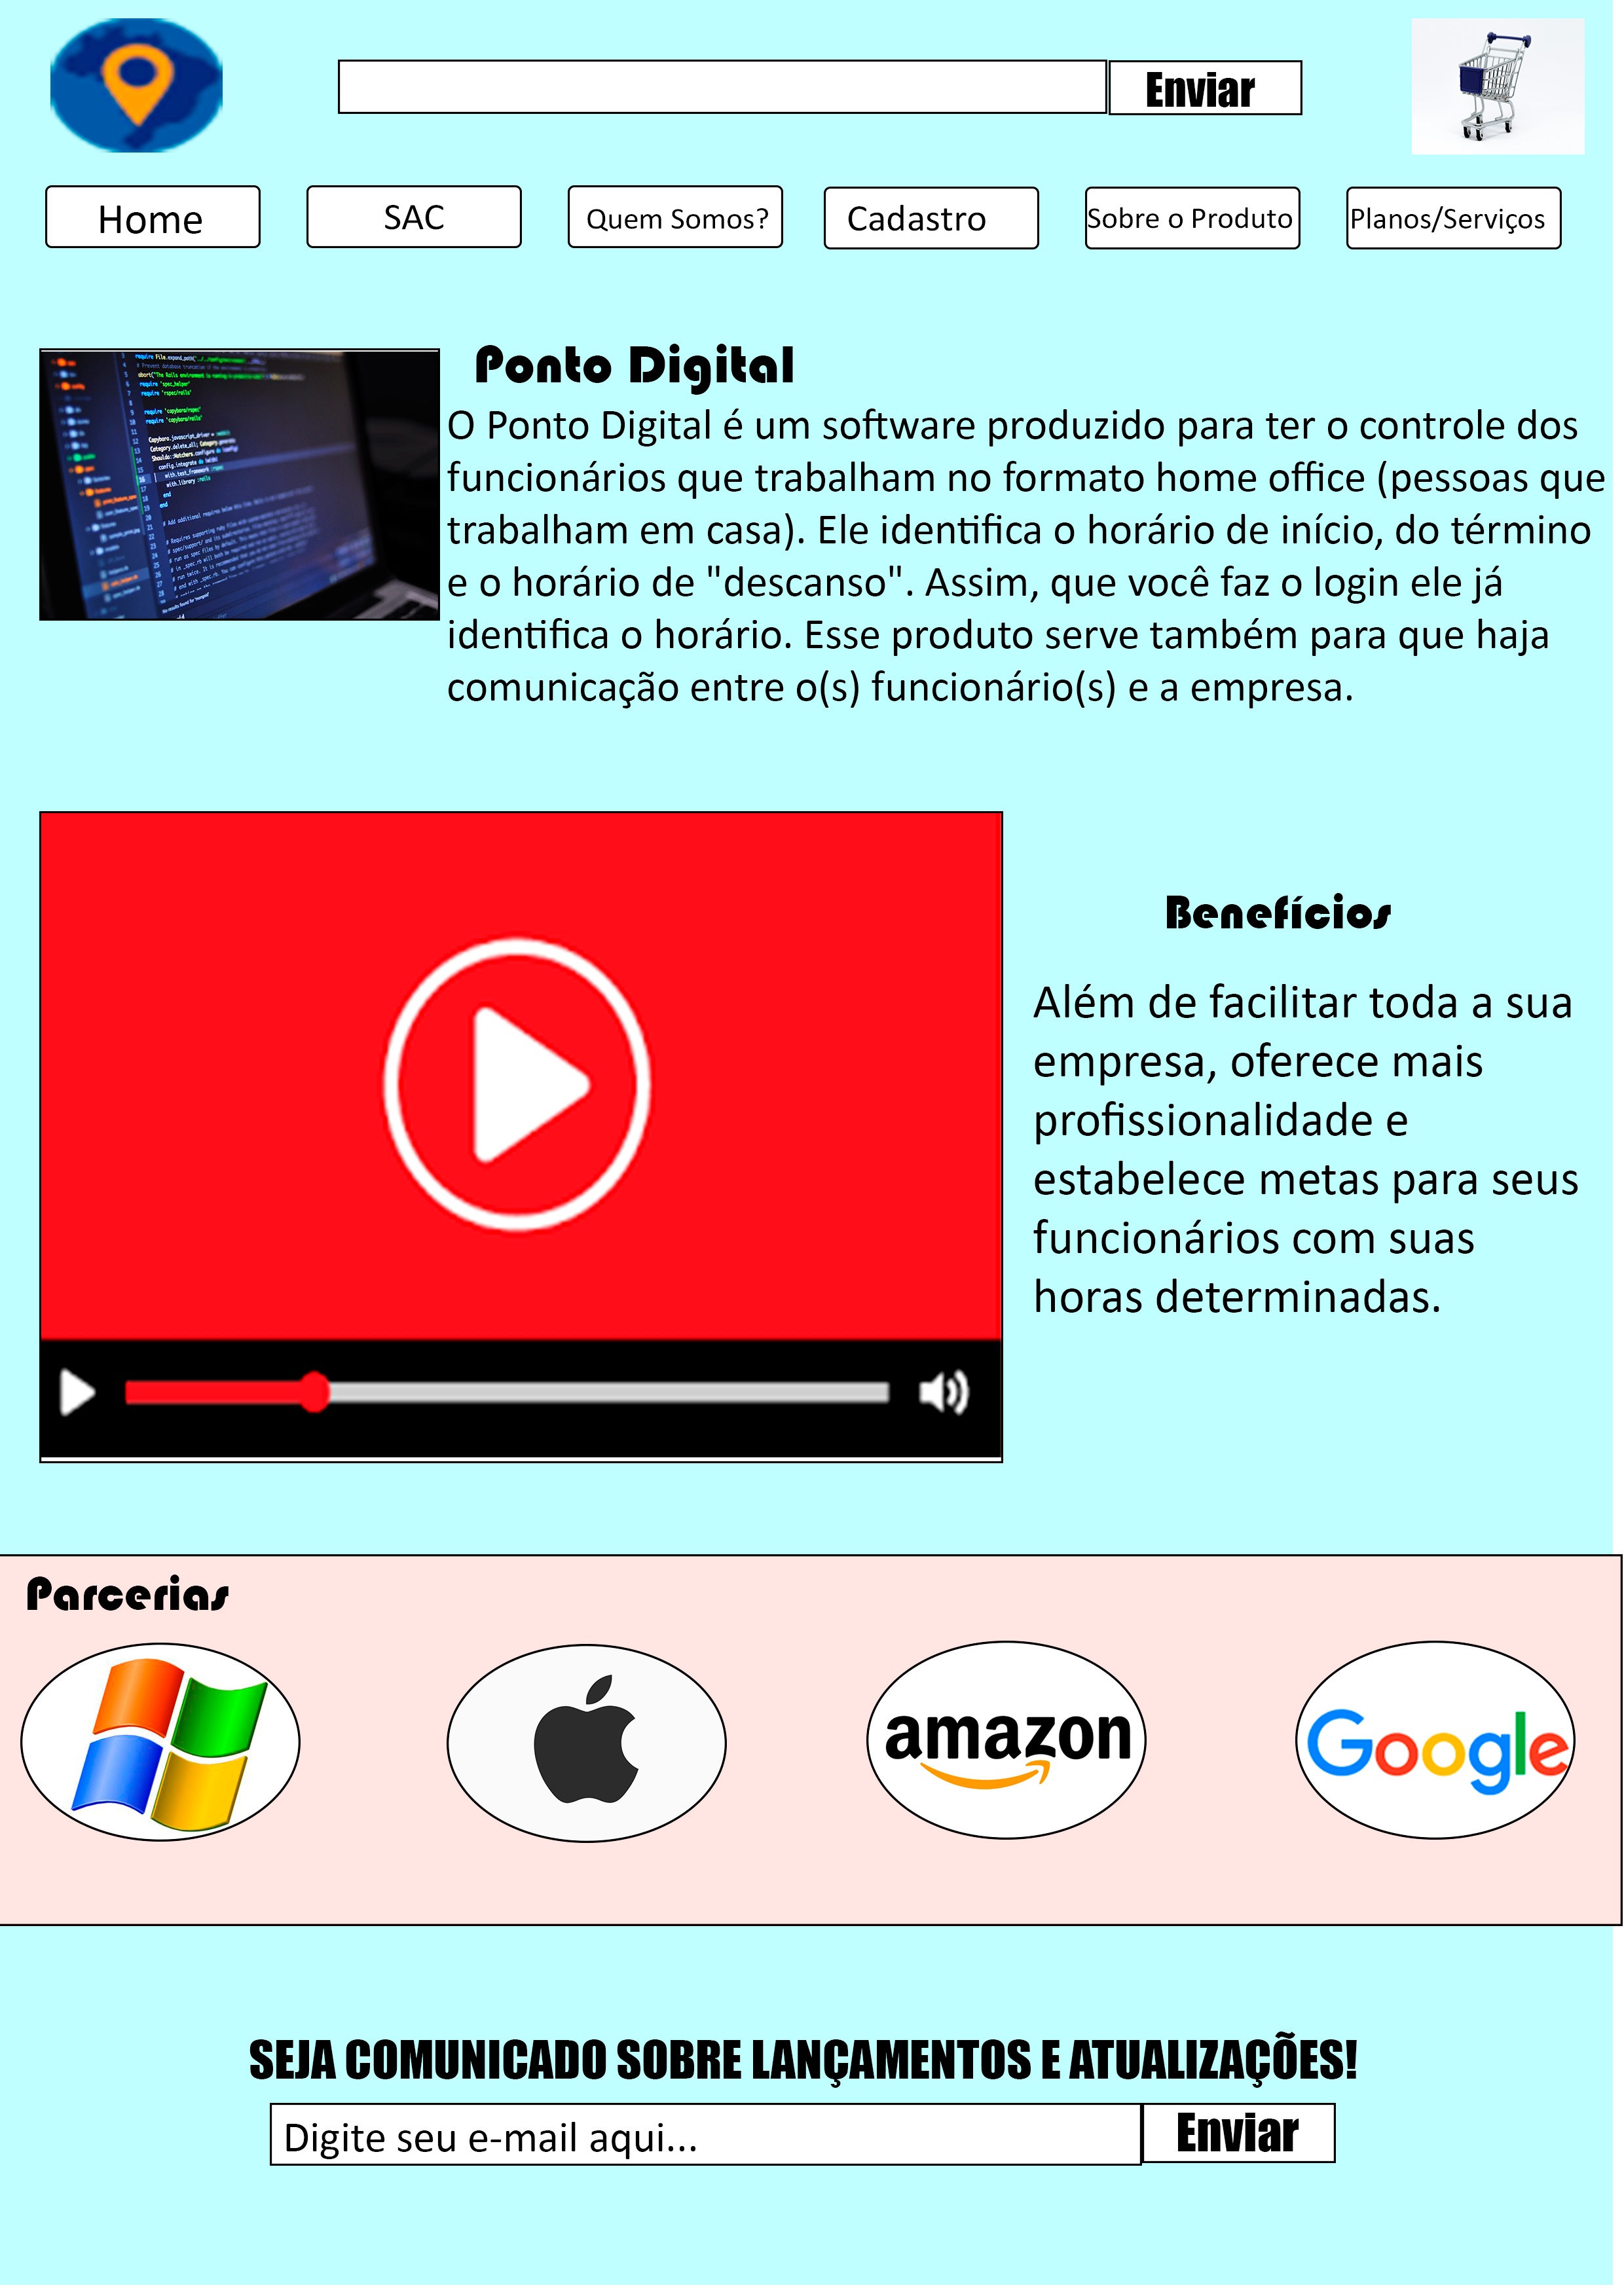 Enviar
Home
SAC
Quem Somos?
Cadastro
Sobre o Produto
Planos/Serviços
Ponto Digital
O Ponto Digital é um software produzido para ter o controle dos
funcionários que trabalham no formato home office (pessoas que
trabalham em casa). Ele identifica o horário de início, do término
e o horário de "descanso". Assim, que você faz o login ele já
identifica o horário. Esse produto serve também para que haja
comunicação entre o(s) funcionário(s) e a empresa.
Benefícios
Além de facilitar toda a sua
empresa, oferece mais
profissionalidade e
estabelece metas para seus
funcionários com suas
horas determinadas.
Parcerias
amazon
Google
SEJA COMUNICADO SOBRE LANÇAMENTOS E ATUALIZAÇÕES!
Digite seu e-mail aqui...
Enviar